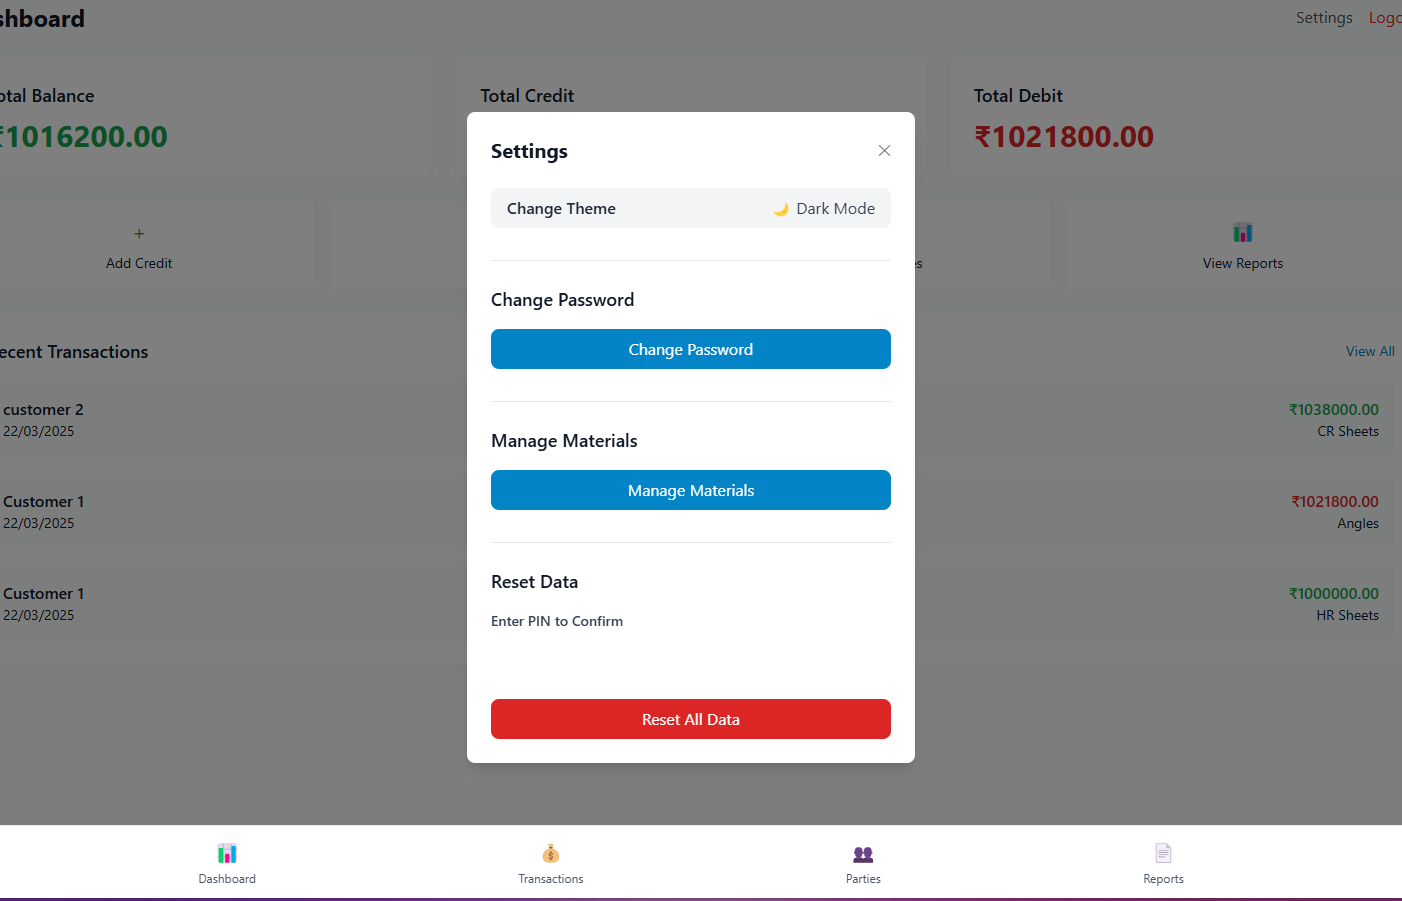 shboard
Settings Logo
otal Balance
₹1016200.00
Total Credit
Total Debit
₹1021800.00
Settings
Change Theme
🌙 Dark Mode
+
Add Credit
es
View Reports
Change Password
Change Password
ecent Transactions
View All
customer 2
22/03/2025
₹1038000.00
CR Sheets
Manage Materials
Manage Materials
Customer 1
22/03/2025
₹1021800.00
Angles
Reset Data
Enter PIN to Confirm
Customer 1
22/03/2025
₹1000000.00
HR Sheets
Reset All Data
Dashboard
Transactions
Parties
Reports